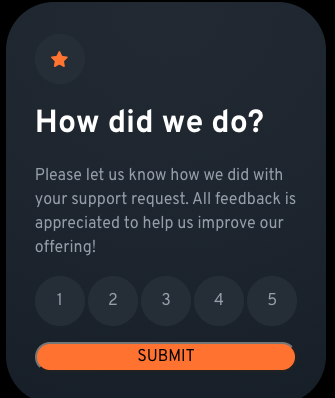 How did we do?
Please let us know how we did with
your support request. All feedback is
appreciated to help us improve our
offering!
1 2 3 4 5
SUBMIT